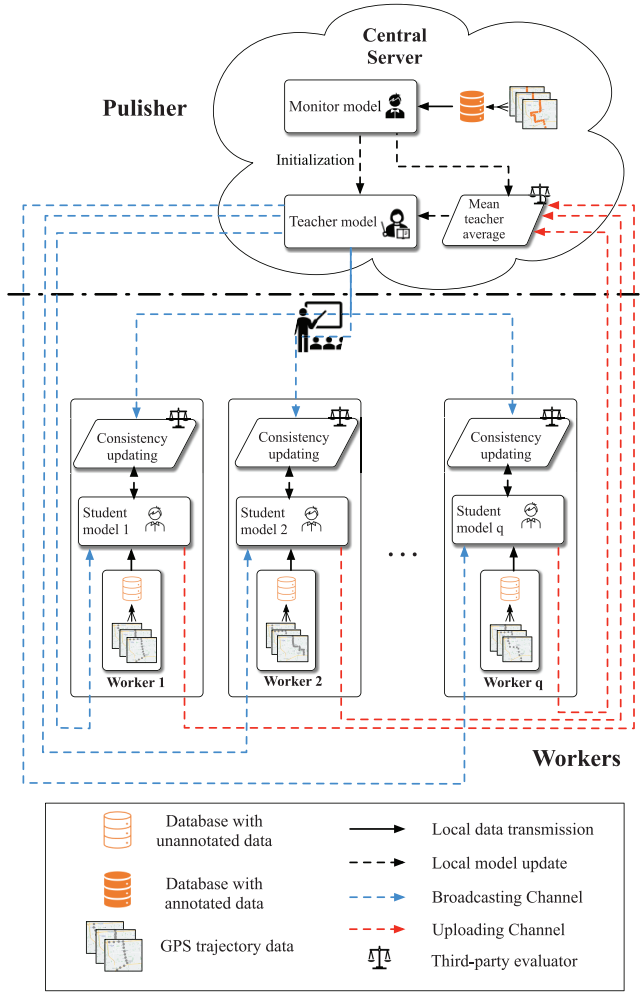 Central
Server
Pulisher
Monitor model
Initialization
Teacher model
Mean
teacher
average
Consistency
updating
Student
model 1
Worker 1
Consistency
updating
Student
model 2
Worker 2
. . .
Consistency
updating
Student
model q
Worker q
Workers
Database with
unannotated data
Database with
annotated data
GPS trajectory data
Local data transmission
Local model update
Broadcasting Channel
Uploading Channel
Third-party evaluator